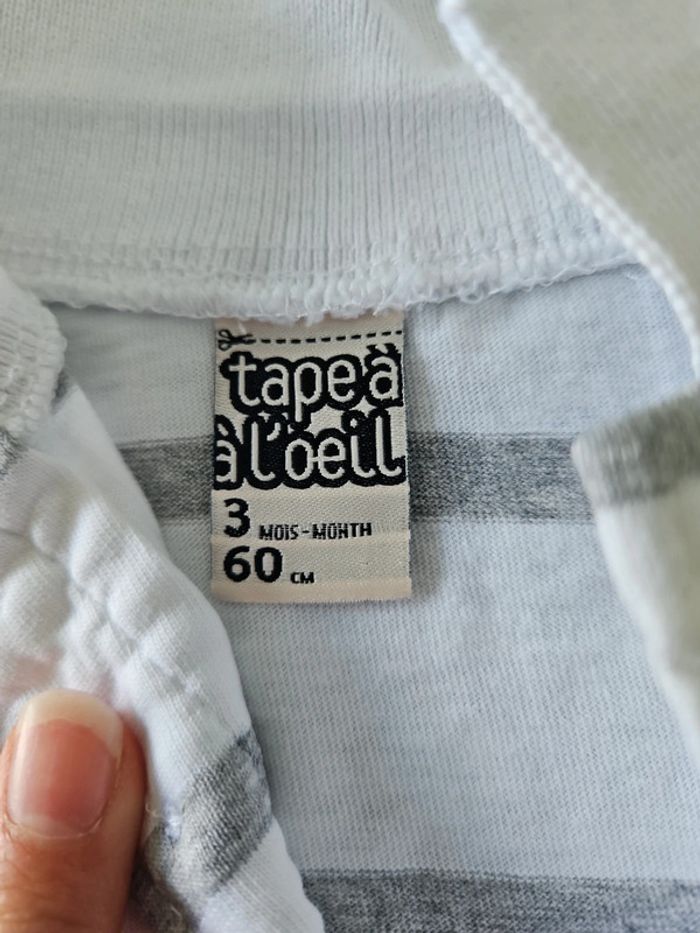 tape à
à l'oeil
3 MOIS-MONTH
60 CM